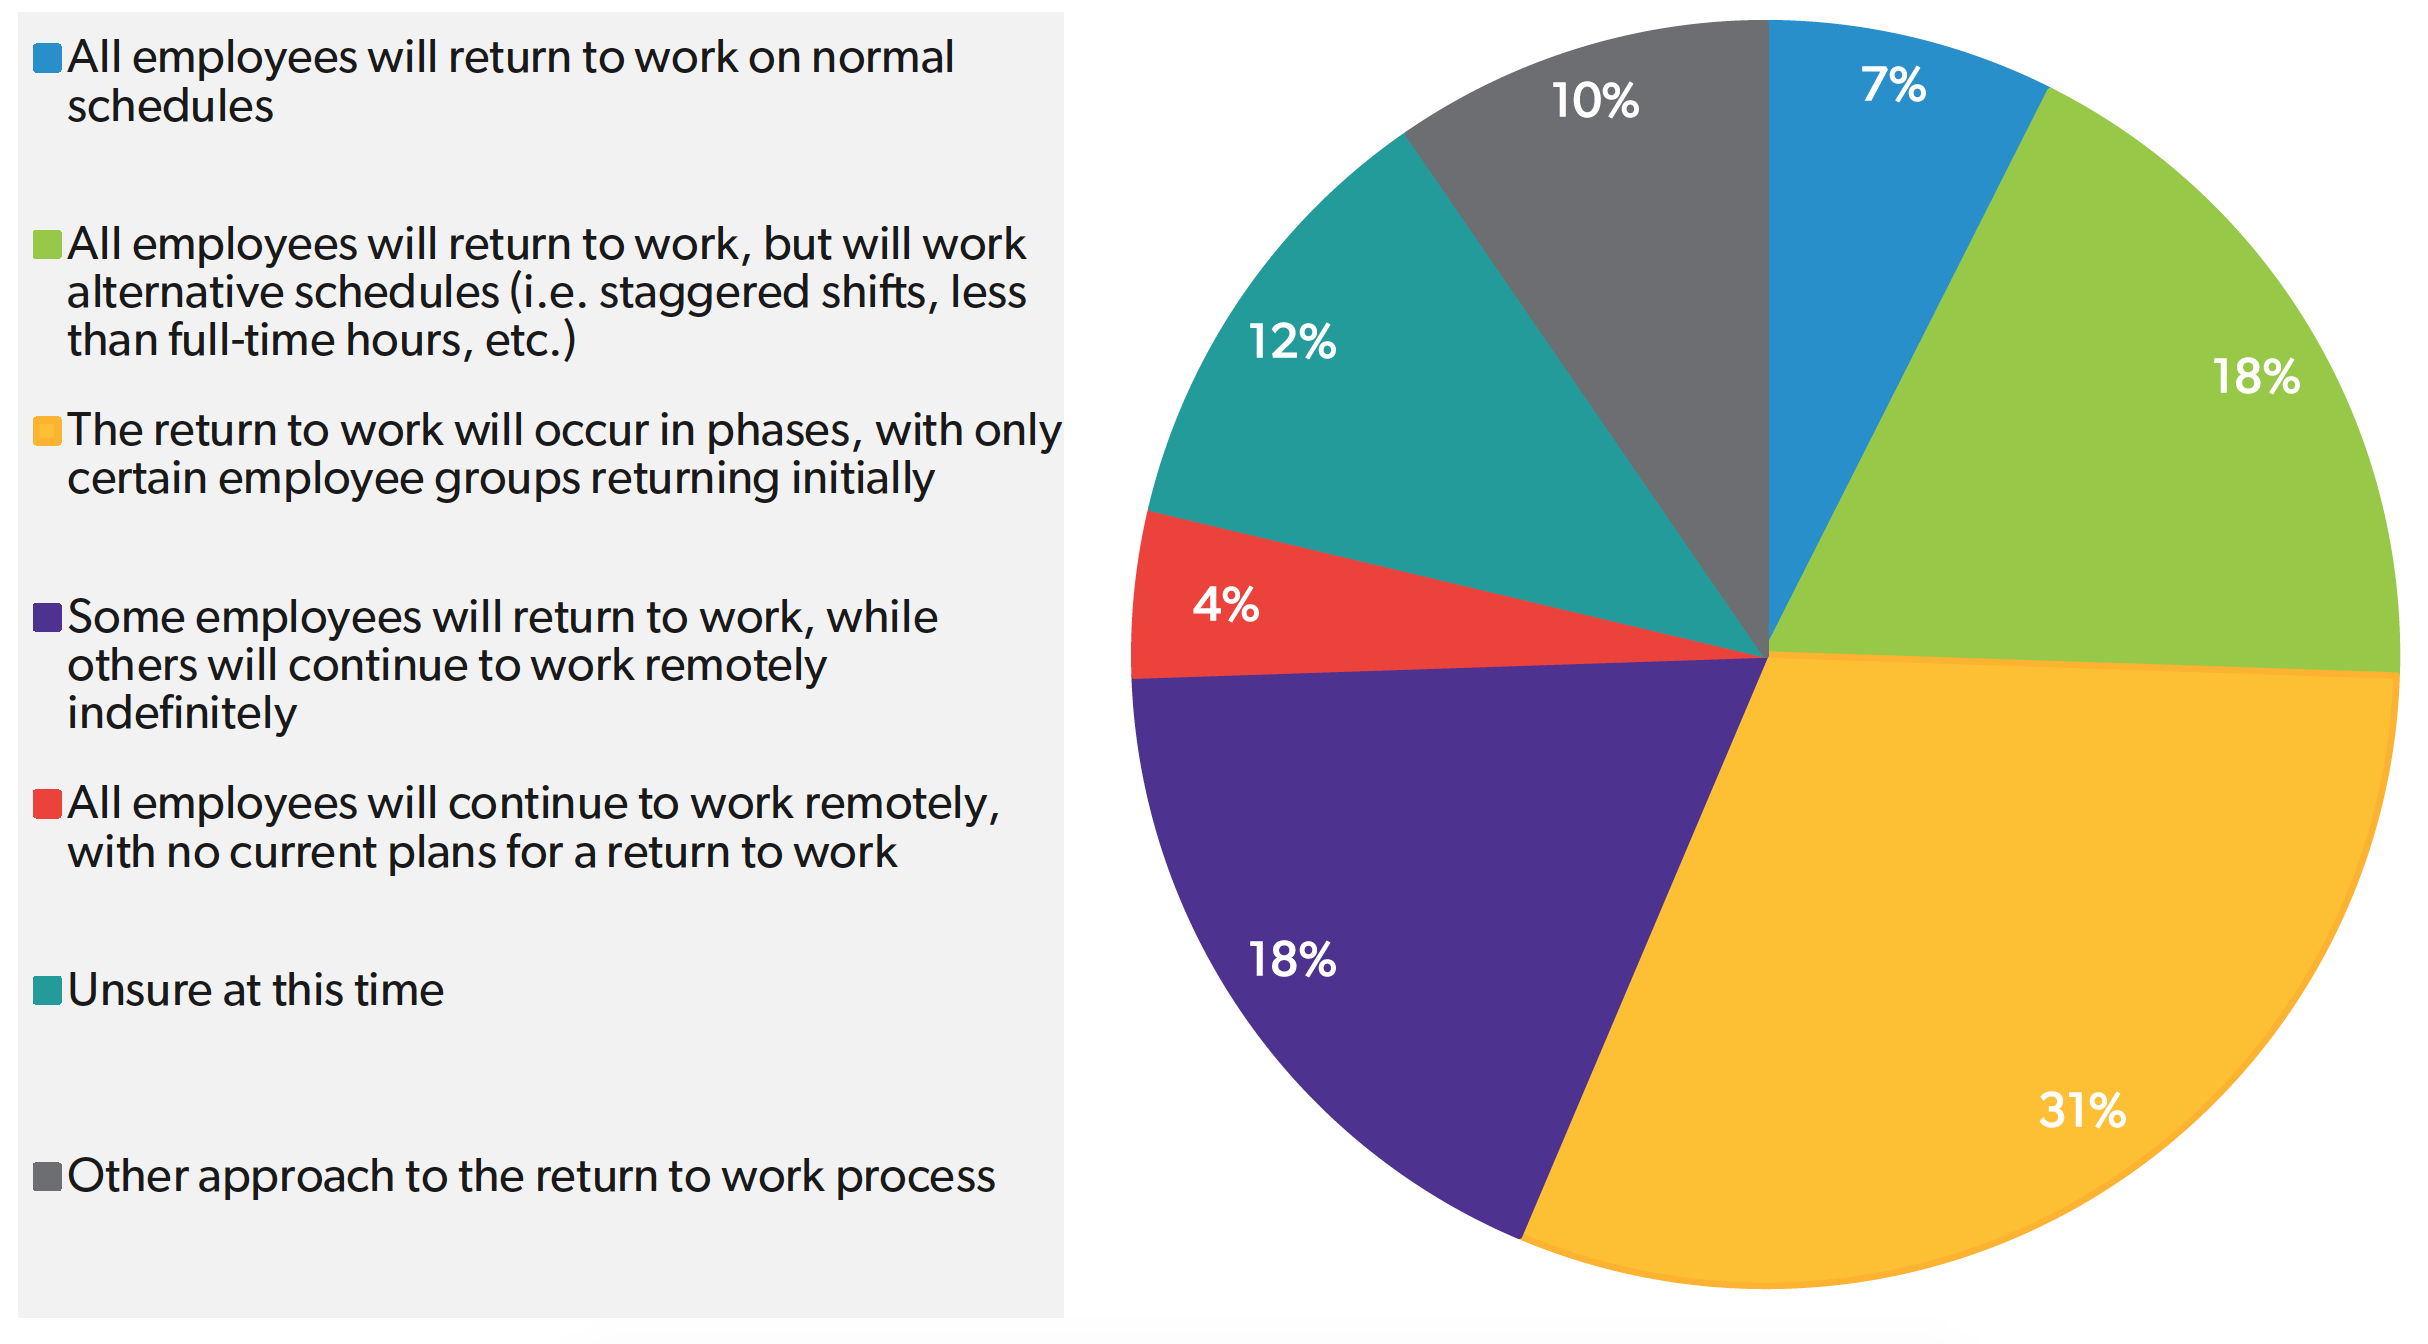 All employees will return to work on normal
schedules
All employees will return to work, but will work
alternative schedules (i.e. staggered shifts, less
than full-time hours, etc.)
The return to work will occur in phases, with only
certain employee groups returning initially
Some employees will return to work, while
others will continue to work remotely
indefinitely
All employees will continue to work remotely,
with no current plans for a return to work
Unsure at this time
Other approach to the return to work process
7%
18%
31%
18%
4%
12%
10%